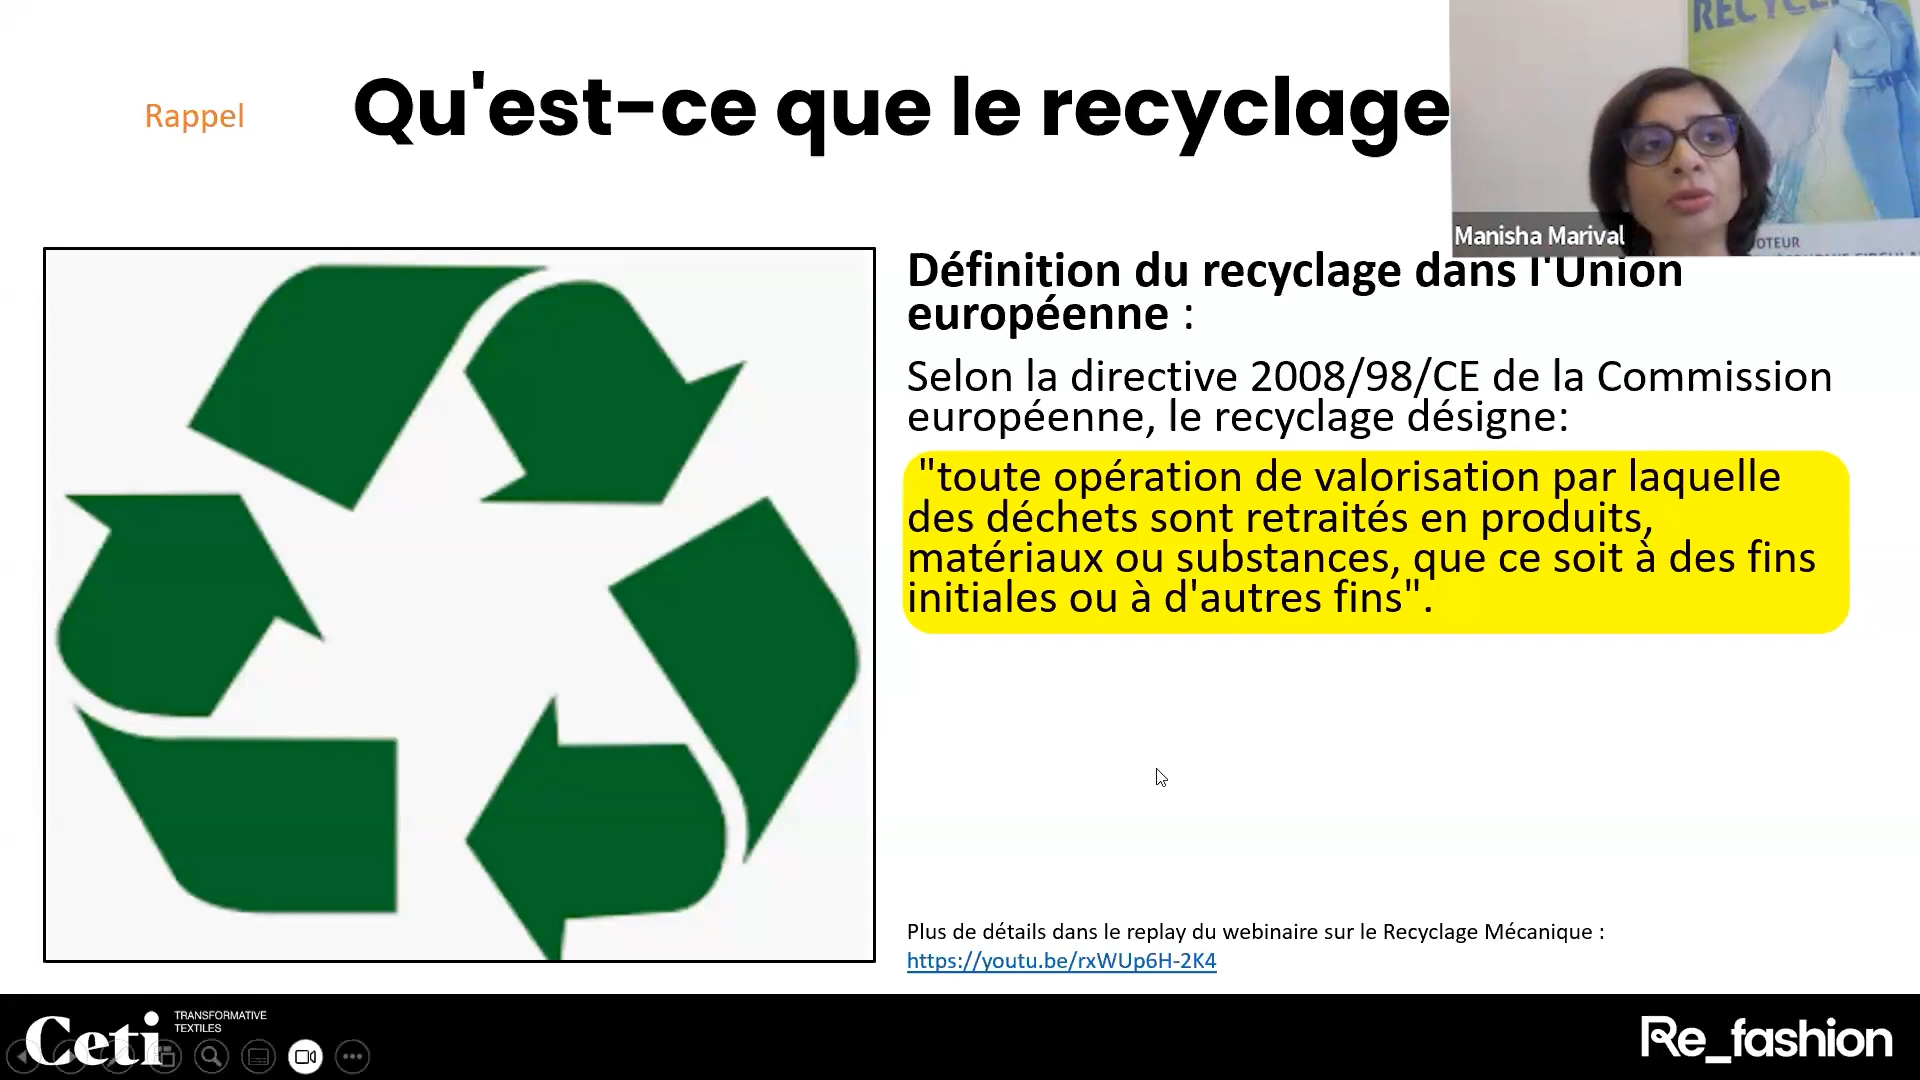 RECYCL
Rappel
Qu'est-ce que le recyclage
Manisha Marival
OTEUR
Définition du recyclage dans l'Union
européenne :
Selon la directive 2008/98/CE de la Commission
européenne, le recyclage désigne:
"toute opération de valorisation par laquelle
des déchets sont retraités en produits,
matériaux ou substances, que ce soit à des fins
initiales ou à d'autres fins".
Plus de détails dans le replay du webinaire sur le Recyclage Mécanique :
https://youtu.be/rxWUp6H-2K4
Ceti
TRANSFORMATIVE
TEXTILES
Re_fashion